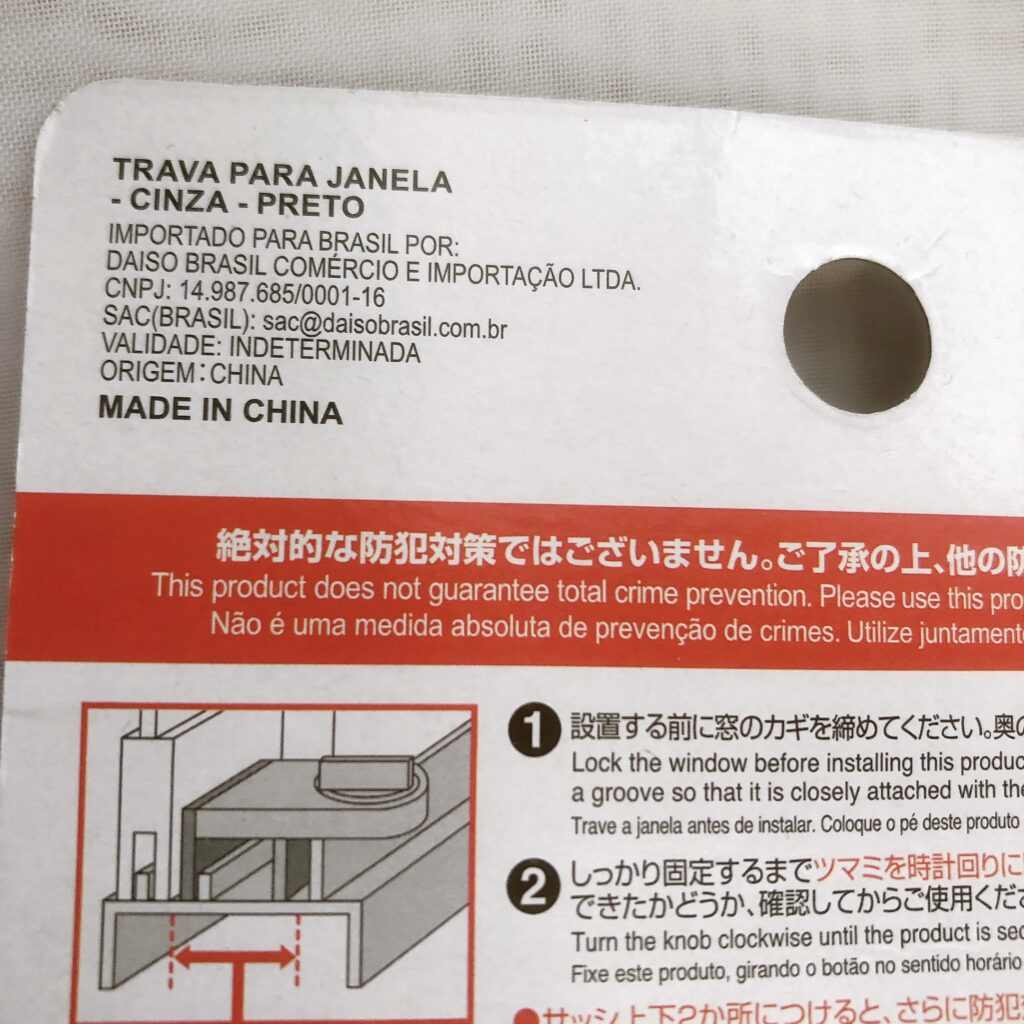 TRAVA PARA JANELA
- CINZA - PRETO
IMPORTADO PARA BRASIL POR:
DAISO BRASIL COMÉRCIO E IMPORTAÇÃO LTDA.
CNPJ: 14.987.685/0001-16
SAC(BRASIL): sac@daisobrasil.com.br
VALIDADE: INDETERMINADA
ORIGEM:CHINA
MADE IN CHINA
絶対的な防犯対策ではございません。ご了承の上、他の防
This product does not guarantee total crime prevention. Please use this
Não é uma medida absoluta de prevenção de crimes. Utilize
1 設置する前に窓のカギを締めてください。奥の
Lock the window before installing this
a groove so that it is closely attached with
Trave a janela antes de instalar. Coloque o pé deste produto
2 しっかり固定するまでツマミを時計回りに
できたかどうか、確認してからご使用くだ
Turn the knob clockwise until the product is
Fixe este produto, girando o botão no sentido horário
●サッシ上下2か所につけると、さらに防犯